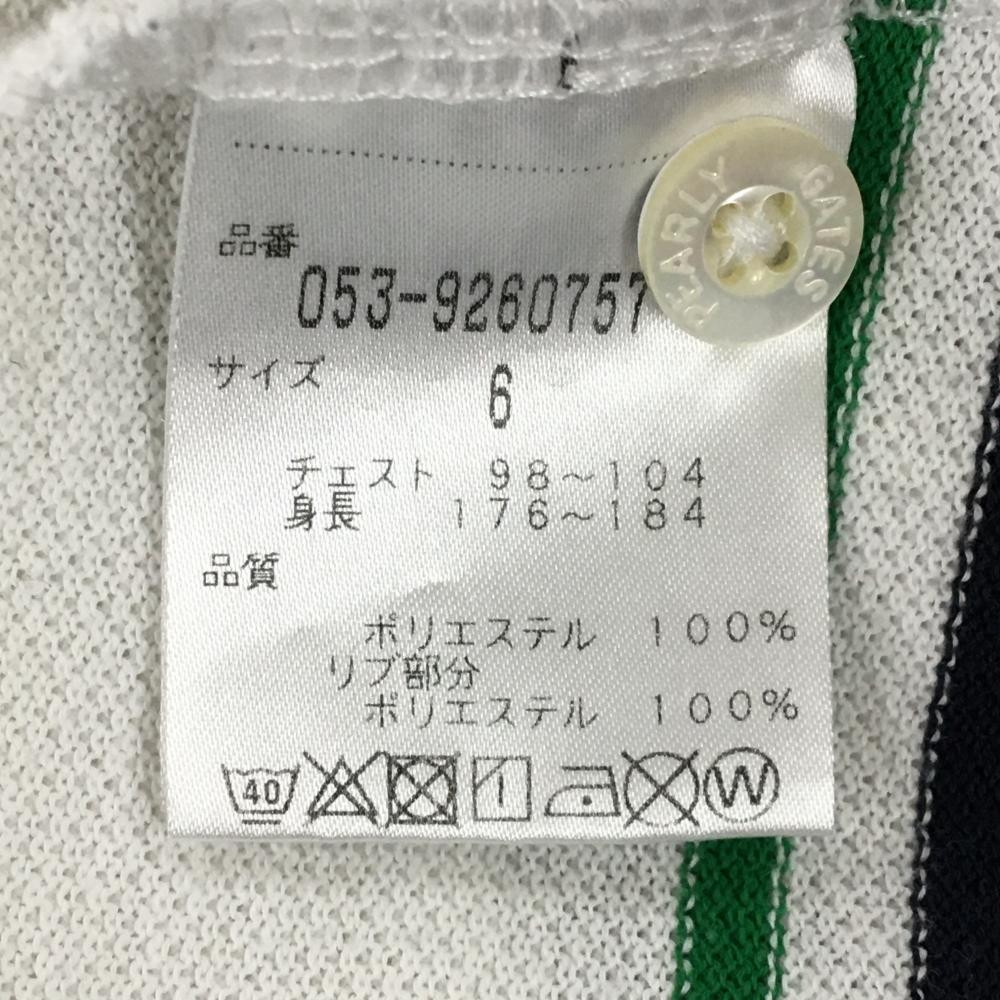 PEARLY GATES
品番
053-9260757
サイズ
6
チェスト 98~104
身長 176~184
品質
ポリエステル 100%
リブ部分
ポリエステル 100%
40
W